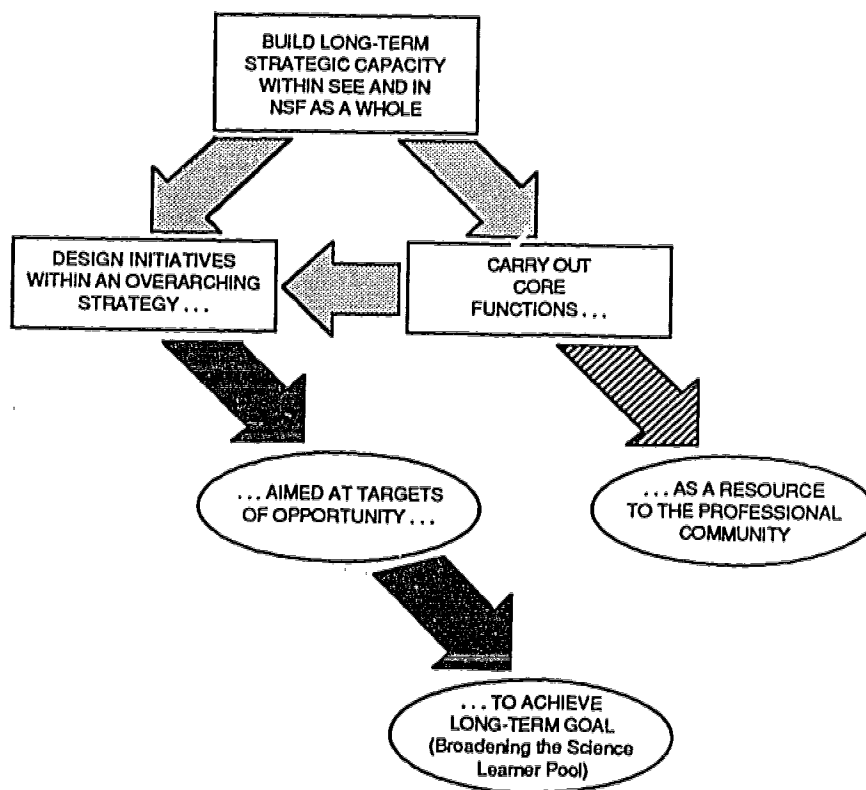 BUILD LONG-TERM
STRATEGIC CAPACITY
WITHIN SEE AND IN
NSF AS A WHOLE
DESIGN INITIATIVES
WITHIN AN OVERARCHING
STRATEGY . . .
CARRY OUT
CORE
FUNCTIONS . . .
. . . AIMED AT TARGETS
OF OPPORTUNITY . . .
. . . AS A RESOURCE
TO THE PROFESSIONAL
COMMUNITY
. . . TO ACHIEVE
LONG-TERM GOAL
(Broadening the Science
Learner Pool)